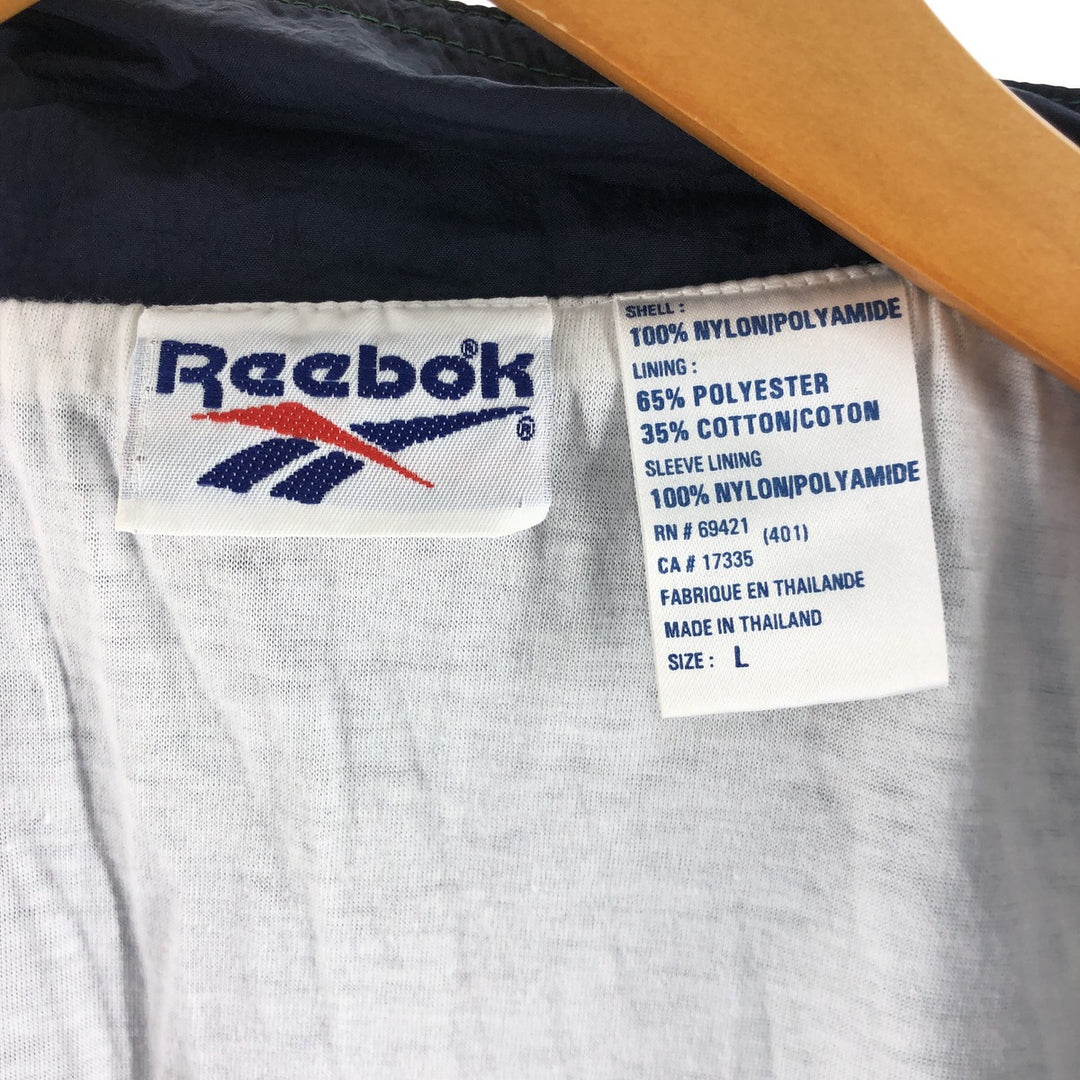 Reebok®
®
SHELL :
100% NYLON/POLYAMIDE
LINING :
65% POLYESTER
35% COTTON/COTON
SLEEVE LINING
100% NYLON/POLYAMIDE
RN # 69421 (401)
CA # 17335
FABRIQUE EN THAILANDE
MADE IN THAILAND
SIZE : L